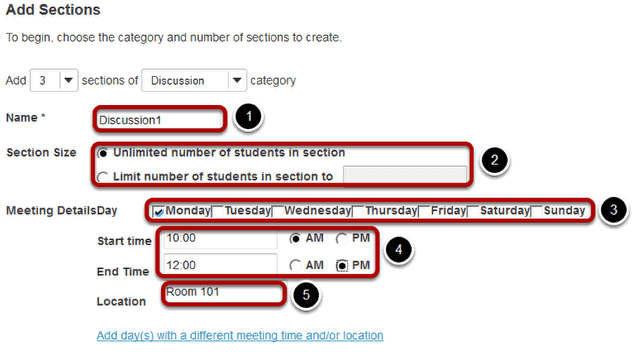 Add Sections
To begin, choose the category and number of sections to create.
Add 3 sections of Discussion category
Name * Discussion1 1
Section Size Unlimited number of students in section 2
Limit number of students in section to
Meeting Details Day Monday Tuesday Wednesday Thursday Friday Saturday Sunday 3
Start time 10:00 AM PM 4
End Time 12:00 AM PM
Location Room 101 5
Add day(s) with a different meeting time and/or location